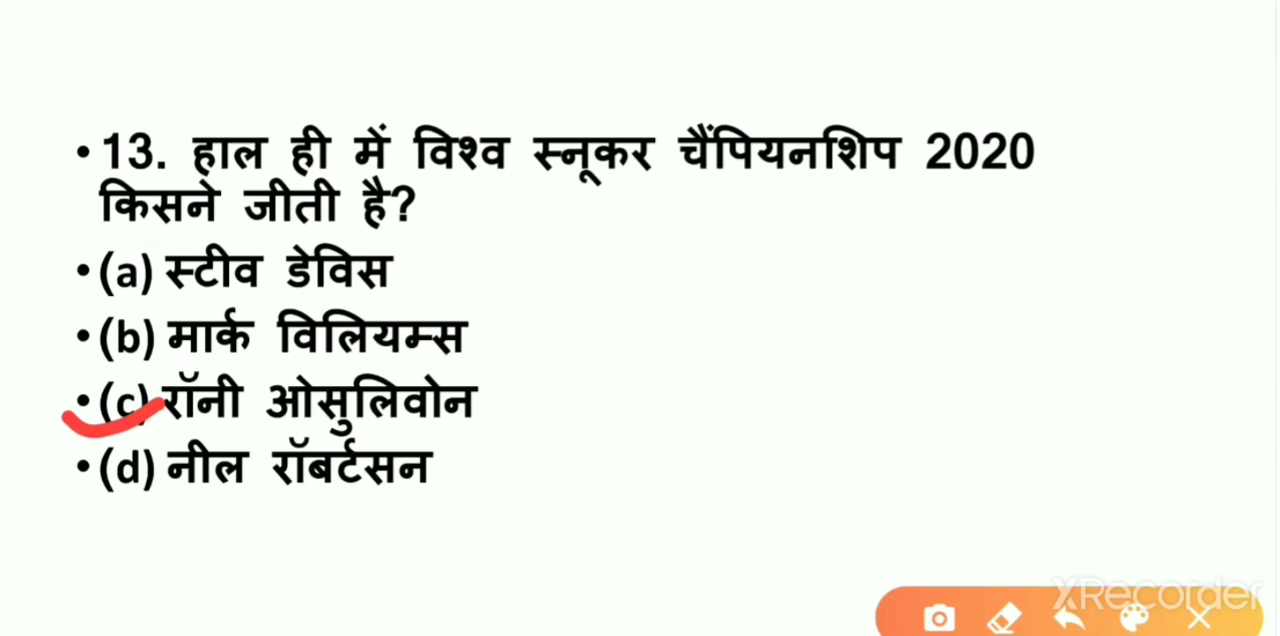 • 13. हाल ही में विश्व स्नूकर चैंपियनशिप 2020
किसने जीती है?
• (a) स्टीव डेविस
• (b) मार्क विलियम्स
• (c) रॉनी ओसुलिवोन
• (d) नील रॉबर्टसन
XRecorder